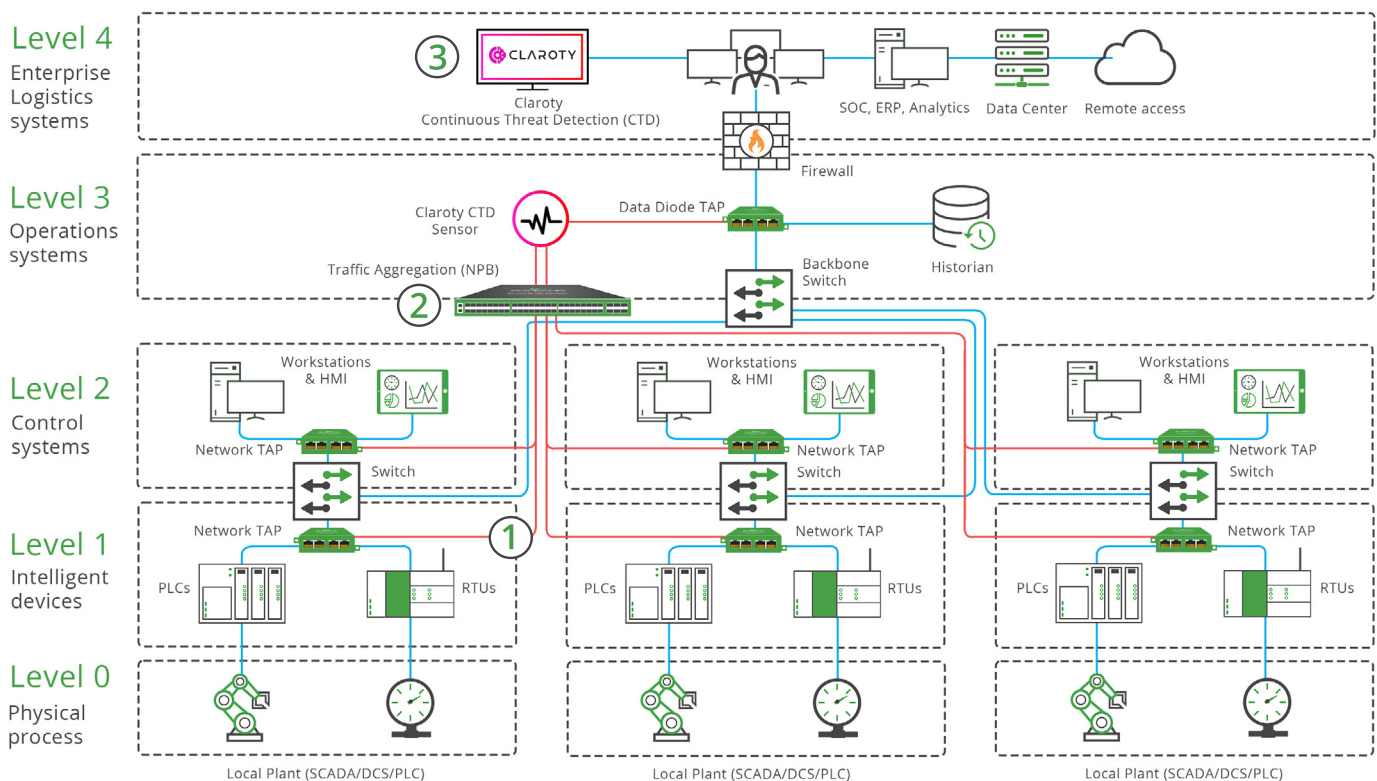 Level 4
Enterprise
Logistics
systems
3
CLAROTY
Claroty
Continuous Threat Detection (CTD)
SOC, ERP, Analytics
Data Center
Remote access
Firewall
Level 3
Operations
systems
Claroty CTD
Sensor
Data Diode TAP
Historian
Traffic Aggregation (NPB)
2
Backbone
Switch
Level 2
Control
systems
Workstations
& HMI
Network TAP
Switch
Workstations
& HMI
Network TAP
Switch
Workstations
& HMI
Network TAP
Switch
Level 1
Intelligent
devices
Network TAP
1
PLCs
RTUs
Network TAP
PLCs
RTUs
Network TAP
PLCs
RTUs
Level 0
Physical
process
Local Plant (SCADA/DCS/PLC)
Local Plant (SCADA/DCS/PLC)
Local Plant (SCADA/DCS/PLC)